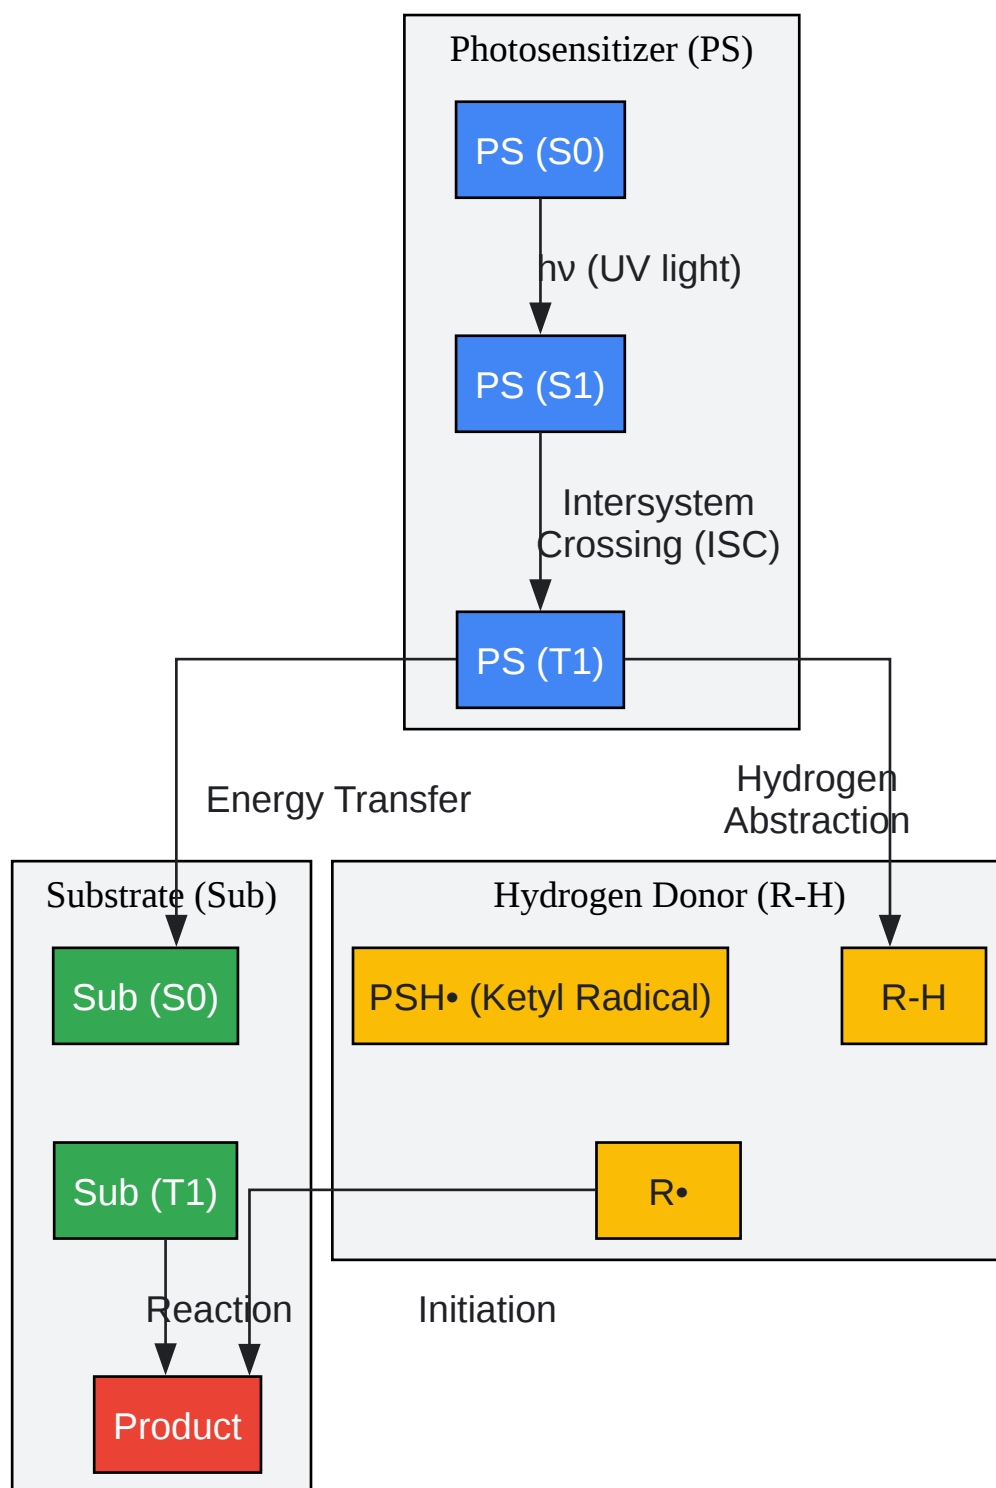 Photosensitizer (PS)
PS (S0)
hν (UV light)
PS (S1)
Intersystem
Crossing (ISC)
PS (T1)
Energy Transfer
Hydrogen
Abstraction
Substrate (Sub)
Hydrogen Donor (R-H)
Sub (S0)
PSH• (Ketyl Radical)
R-H
Sub (T1)
R•
Reaction
Initiation
Product